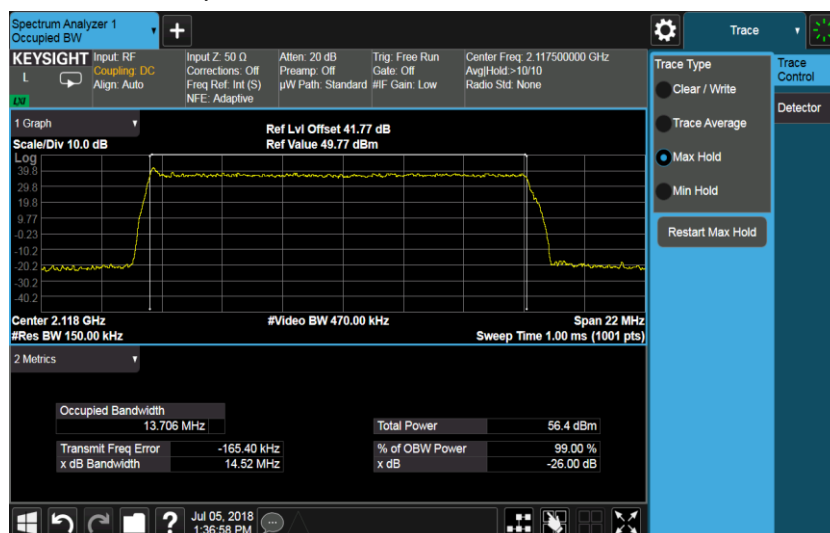 Spectrum Analyzer 1
Occupied BW
+
Trace
KEYSIGHT
L
LXI
Input: RF
Coupling: DC
Align: Auto
Input Z: 50 Ω
Corrections: Off
Freq Ref: Int (S)
NFE: Adaptive
Atten: 20 dB
Preamp: Off
µW Path: Standard
Trig: Free Run
Gate: Off
#IF Gain: Low
Center Freq: 2.117500000 GHz
Avg|Hold:>10/10
Radio Std: None
Trace Type
Clear / Write
Trace Average
Max Hold
Min Hold
Restart Max Hold
Trace
Control
Detector
1 Graph
Scale/Div 10.0 dB
Ref Lvl Offset 41.77 dB
Ref Value 49.77 dBm
Log
39.8
29.8
19.8
9.77
-0.23
-10.2
-20.2
-30.2
-40.2
Center 2.118 GHz
#Video BW 470.00 kHz
Span 22 MHz
#Res BW 150.00 kHz
Sweep Time 1.00 ms (1001 pts)
2 Metrics
Occupied Bandwidth
13.706 MHz
Total Power 56.4 dBm
Transmit Freq Error -165.40 kHz
% of OBW Power 99.00 %
x dB Bandwidth 14.52 MHz
x dB -26.00 dB
?
Jul 05, 2018
1:36:58 PM